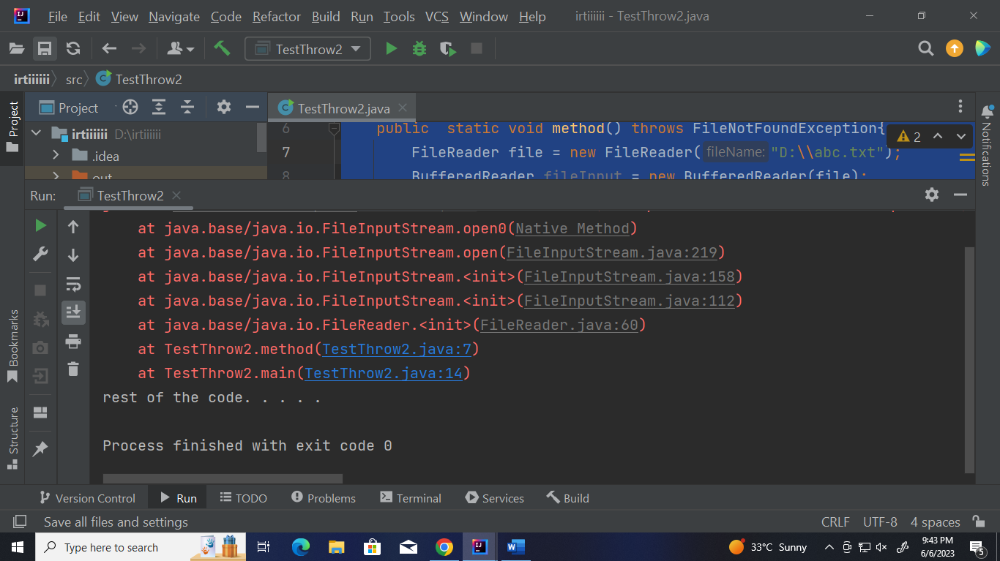 File Edit View Navigate Code Refactor Build Run Tools VCS Window Help irtiiiiii - TestThrow2.java
TestThrow2
irtiiiiii src TestThrow2
Project
TestThrow2.java
Project
irtiiiiii D:\irtiiiiii
.idea
out
6 public static void method() throws FileNotFoundException{
2
7 FileReader file = new FileReader( fileName: "D:\\abc.txt");
8 BufferedReader fileInput = new BufferedReader(file);
Notifications
Run: TestThrow2
at java.base/java.io.FileInputStream.open0(Native Method)
at java.base/java.io.FileInputStream.open(FileInputStream.java:219)
at java.base/java.io.FileInputStream.<init>(FileInputStream.java:158)
at java.base/java.io.FileInputStream.<init>(FileInputStream.java:112)
at java.base/java.io.FileReader.<init>(FileReader.java:60)
at TestThrow2.method(TestThrow2.java:7)
at TestThrow2.main(TestThrow2.java:14)
rest of the code. . . . .
Process finished with exit code 0
Bookmarks
Structure
Version Control Run TODO Problems Terminal Services Build
Save all files and settings CRLF UTF-8 4 spaces
Type here to search 33°C Sunny 9:43 PM
6/6/2023 5